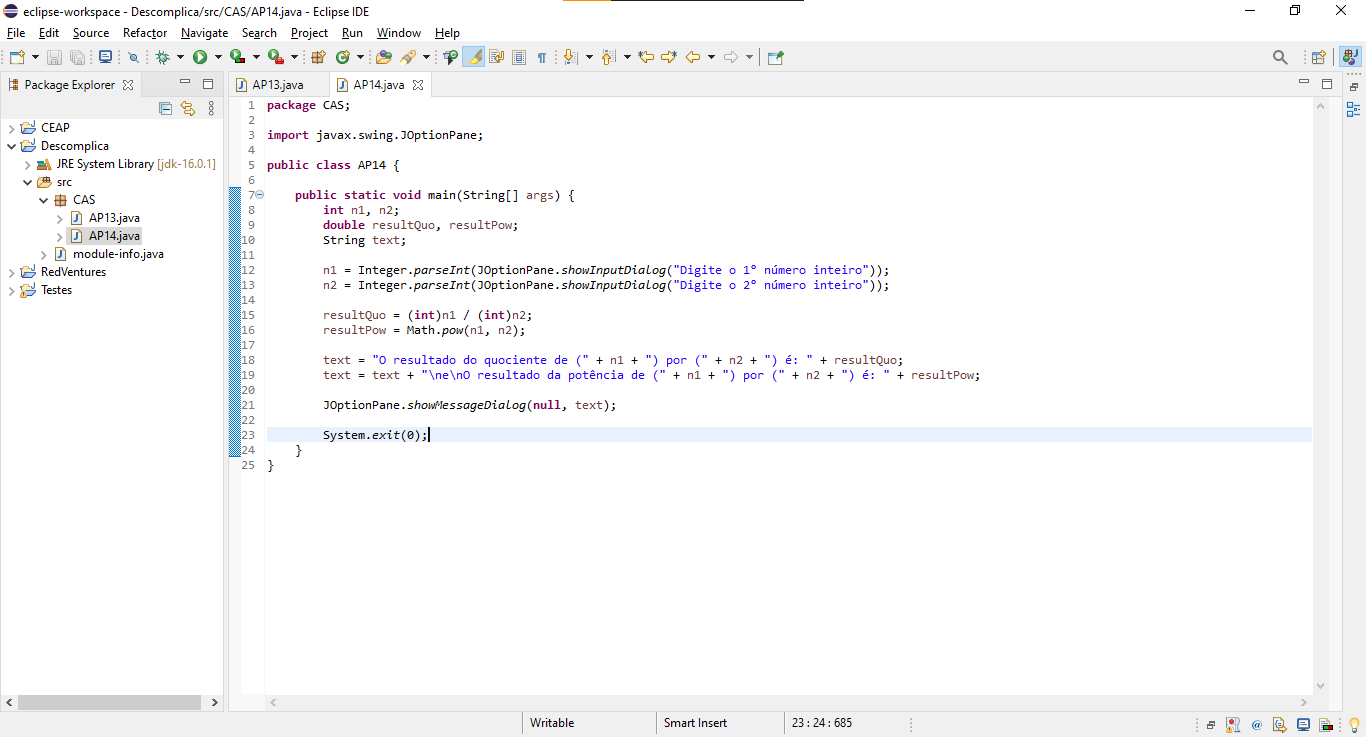 eclipse-workspace - Descomplica/src/CAS/AP14.java - Eclipse IDE
File Edit Source Refactor Navigate Search Project Run Window Help
Package Explorer
CEAP
Descomplica
JRE System Library [jdk-16.0.1]
src
CAS
AP13.java
AP14.java
module-info.java
RedVentures
Testes
AP13.java AP14.java
1 package CAS;
2
3 import javax.swing.JOptionPane;
4
5 public class AP14 {
6
7 public static void main(String[] args) {
8 int n1, n2;
9 double resultQuo, resultPow;
10 String text;
11
12 n1 = Integer.parseInt(JOptionPane.showInputDialog("Digite o 1º número inteiro"));
13 n2 = Integer.parseInt(JOptionPane.showInputDialog("Digite o 2º número inteiro"));
14
15 resultQuo = (int)n1 / (int)n2;
16 resultPow = Math.pow(n1, n2);
17
18 text = "O resultado do quociente de (" + n1 + ") por (" + n2 + ") é: " + resultQuo;
19 text = text + "\ne\nO resultado da potência de (" + n1 + ") por (" + n2 + ") é: " + resultPow;
20
21 JOptionPane.showMessageDialog(null, text);
22
23 System.exit(0);
24 }
25 }
Writable Smart Insert 23 : 24 : 685